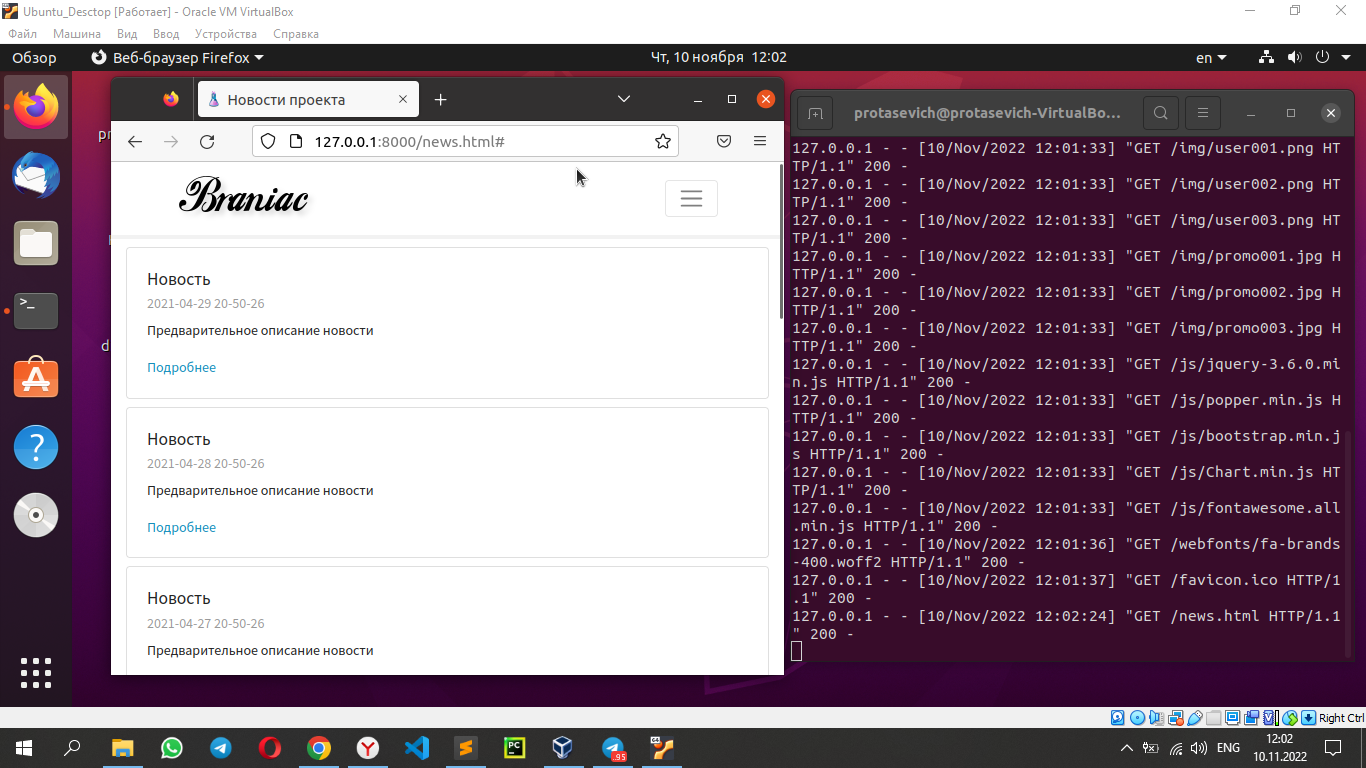 Ubuntu_Desctop [Работает] - Oracle VM VirtualBox
Файл Машина Вид Ввод Устройства Справка
Обзор Веб-браузер Firefox Чт, 10 ноября 12:02 en
Новости проекта
127.0.0.1:8000/news.html#
Braniac
Новость
2021-04-29 20-50-26
Предварительное описание новости
Подробнее
Новость
2021-04-28 20-50-26
Предварительное описание новости
Подробнее
Новость
2021-04-27 20-50-26
Предварительное описание новости
protasevich@protasevich-VirtualBo...
127.0.0.1 - - [10/Nov/2022 12:01:33] "GET /img/user001.png HT
TP/1.1" 200 -
127.0.0.1 - - [10/Nov/2022 12:01:33] "GET /img/user002.png HT
TP/1.1" 200 -
127.0.0.1 - - [10/Nov/2022 12:01:33] "GET /img/user003.png HT
TP/1.1" 200 -
127.0.0.1 - - [10/Nov/2022 12:01:33] "GET /img/promo001.jpg H
TTP/1.1" 200 -
127.0.0.1 - - [10/Nov/2022 12:01:33] "GET /img/promo002.jpg H
TTP/1.1" 200 -
127.0.0.1 - - [10/Nov/2022 12:01:33] "GET /img/promo003.jpg H
TTP/1.1" 200 -
127.0.0.1 - - [10/Nov/2022 12:01:33] "GET /js/jquery-3.6.0.mi
n.js HTTP/1.1" 200 -
127.0.0.1 - - [10/Nov/2022 12:01:33] "GET /js/popper.min.js H
TTP/1.1" 200 -
127.0.0.1 - - [10/Nov/2022 12:01:33] "GET /js/bootstrap.min.j
s HTTP/1.1" 200 -
127.0.0.1 - - [10/Nov/2022 12:01:33] "GET /js/Chart.min.js HT
TP/1.1" 200 -
127.0.0.1 - - [10/Nov/2022 12:01:33] "GET /js/fontawesome.all
.min.js HTTP/1.1" 200 -
127.0.0.1 - - [10/Nov/2022 12:01:36] "GET /webfonts/fa-brands
-400.woff2 HTTP/1.1" 200 -
127.0.0.1 - - [10/Nov/2022 12:01:37] "GET /favicon.ico HTTP/1
.1" 200 -
127.0.0.1 - - [10/Nov/2022 12:02:24] "GET /news.html HTTP/1.1
" 200 -
Right Ctrl
ENG
12:02
10.11.2022